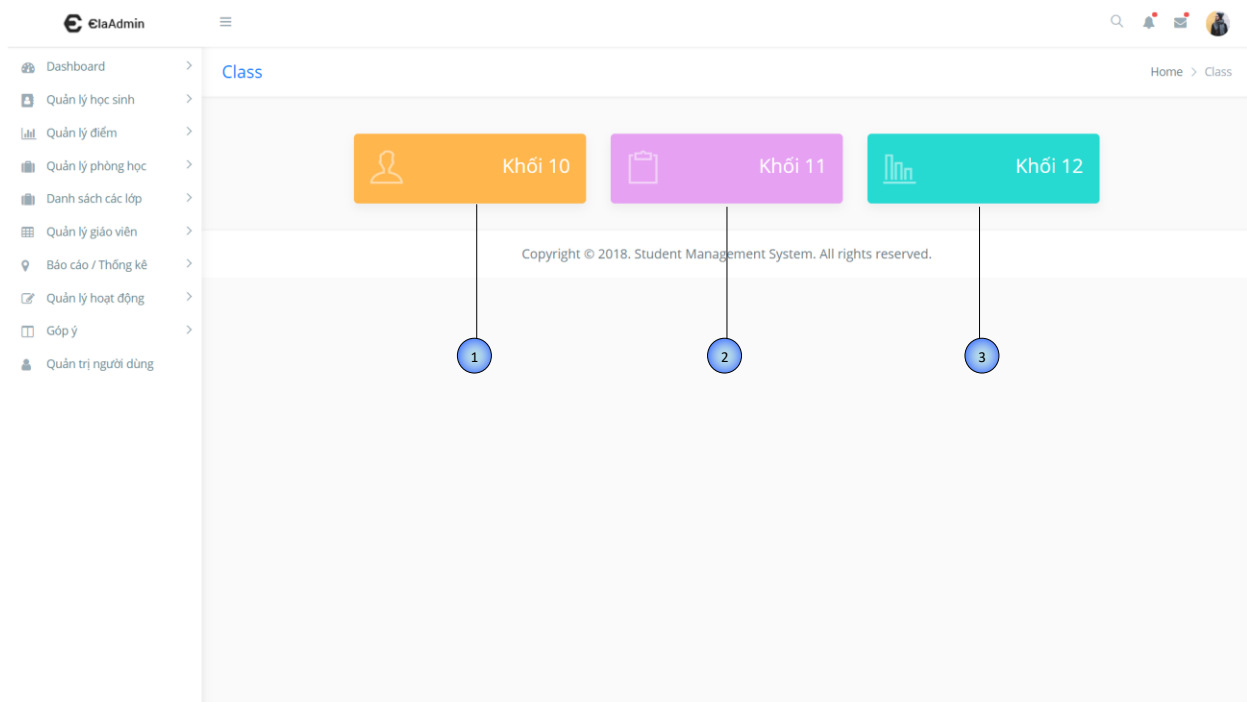 ElaAdmin
Dashboard
Quản lý học sinh
Quản lý điểm
Quản lý phòng học
Danh sách các lớp
Quản lý giáo viên
Báo cáo / Thống kê
Quản lý hoạt động
Góp ý
Quản trị người dùng
Class
Home > Class
Khối 10
Khối 11
Khối 12
Copyright © 2018. Student Management System. All rights reserved.
1
2
3